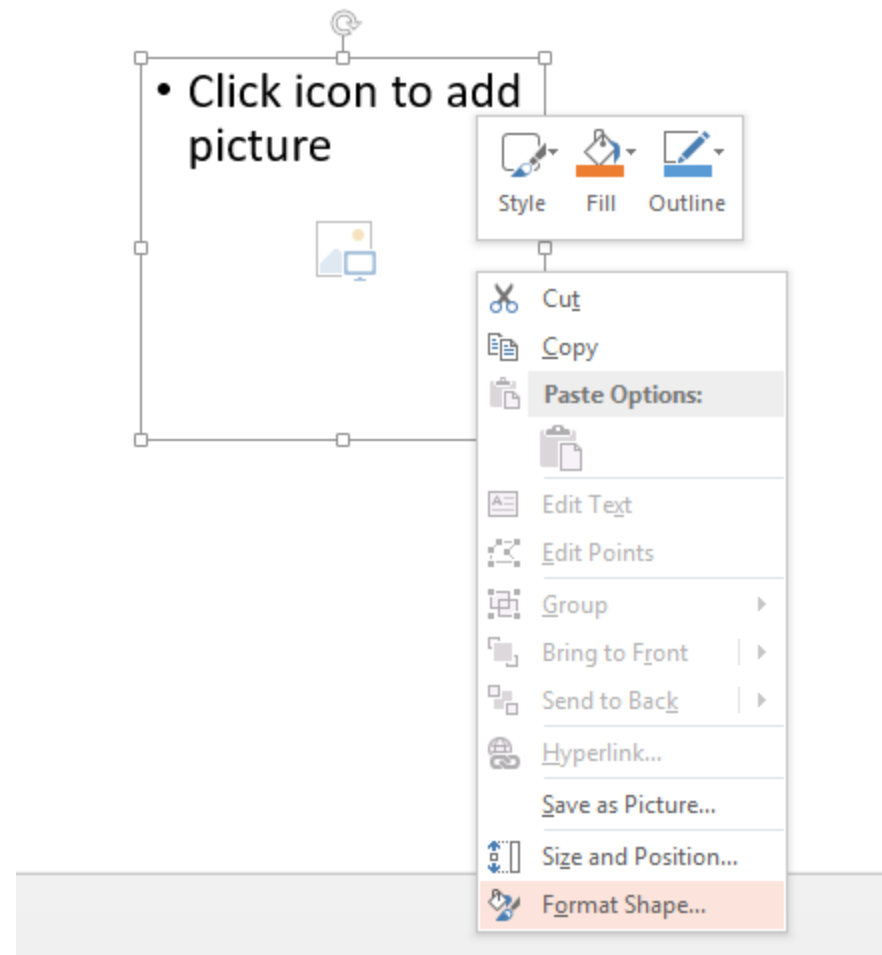 • Click icon to add
picture
Style Fill Outline
Cut
Copy
Paste Options:
Edit Text
Edit Points
Group
Bring to Front
Send to Back
Hyperlink...
Save as Picture...
Size and Position...
Format Shape...